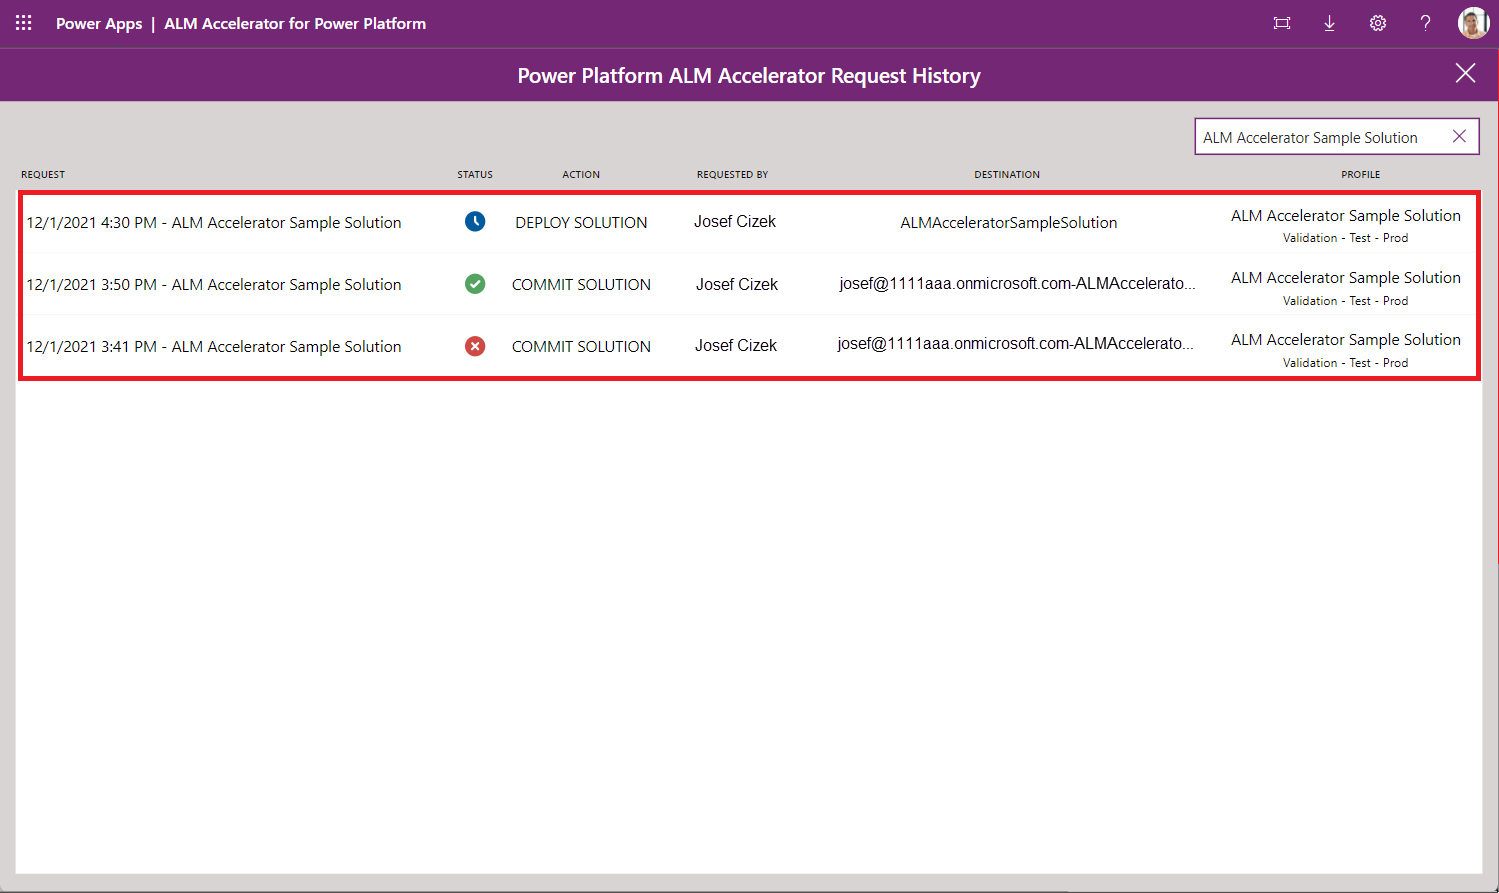 Power Apps | ALM Accelerator for Power Platform
Power Platform ALM Accelerator Request History
ALM Accelerator Sample Solution
REQUEST STATUS ACTION REQUESTED BY DESTINATION PROFILE
12/1/2021 4:30 PM - ALM Accelerator Sample Solution DEPLOY SOLUTION Josef Cizek ALMAcceleratorSampleSolution ALM Accelerator Sample Solution
Validation - Test - Prod
12/1/2021 3:50 PM - ALM Accelerator Sample Solution COMMIT SOLUTION Josef Cizek josef@1111aaa.onmicrosoft.com-ALMAccelerato... ALM Accelerator Sample Solution
Validation - Test - Prod
12/1/2021 3:41 PM - ALM Accelerator Sample Solution COMMIT SOLUTION Josef Cizek josef@1111aaa.onmicrosoft.com-ALMAccelerato... ALM Accelerator Sample Solution
Validation - Test - Prod